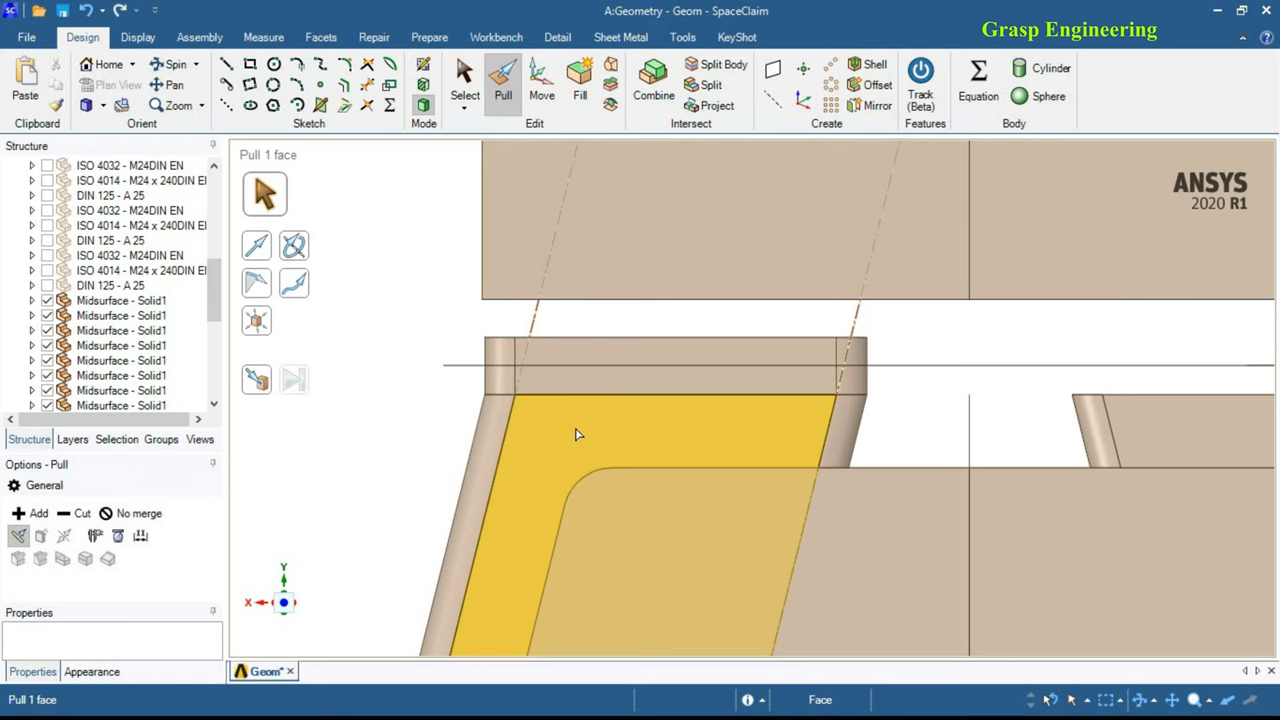 A:Geometry - Geom - SpaceClaim
Grasp Engineering
File Design Display Assembly Measure Facets Repair Prepare Workbench Detail Sheet Metal Tools KeyShot
Home Spin Split Body Shell Cylinder
Plan View Pan Split Offset
Paste Zoom Select Pull Move Fill Combine Project Mirror Track (Beta) Equation Sphere
Clipboard Orient Sketch Mode Edit Intersect Create Features Body
Structure
Pull 1 face
ANSYS
2020 R1
ISO 4032 - M24DIN EN
ISO 4014 - M24 x 240DIN EI
DIN 125 - A 25
ISO 4032 - M24DIN EN
ISO 4014 - M24 x 240DIN EI
DIN 125 - A 25
ISO 4032 - M24DIN EN
ISO 4014 - M24 x 240DIN EI
DIN 125 - A 25
Midsurface - Solid1
Midsurface - Solid1
Midsurface - Solid1
Midsurface - Solid1
Midsurface - Solid1
Midsurface - Solid1
Midsurface - Solid1
Midsurface - Solid1
Structure Layers Selection Groups Views
Options - Pull
General
Add Cut No merge
Properties
Y
X
Properties Appearance
Geom*
Pull 1 face
Face